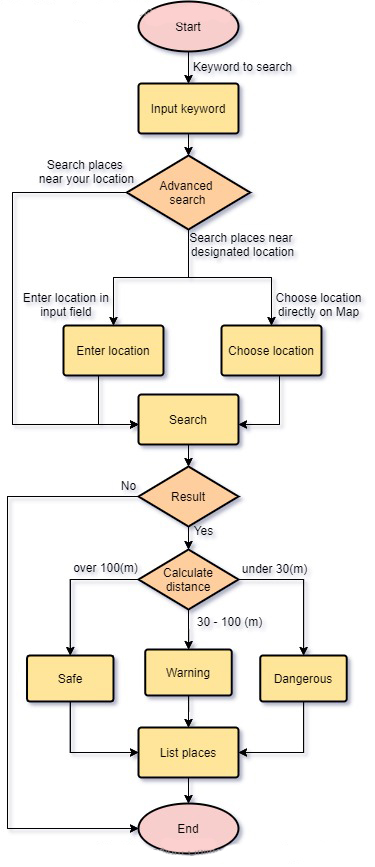 Start
Keyword to search
Input keyword
Search places
near your location
Advanced
search
Search places near
designated location
Enter location in
input field
Choose location
directly on Map
Enter location
Choose location
Search
No
Result
Yes
over 100(m)
Calculate
distance
under 30(m)
30 - 100 (m)
Safe
Warning
Dangerous
List places
End